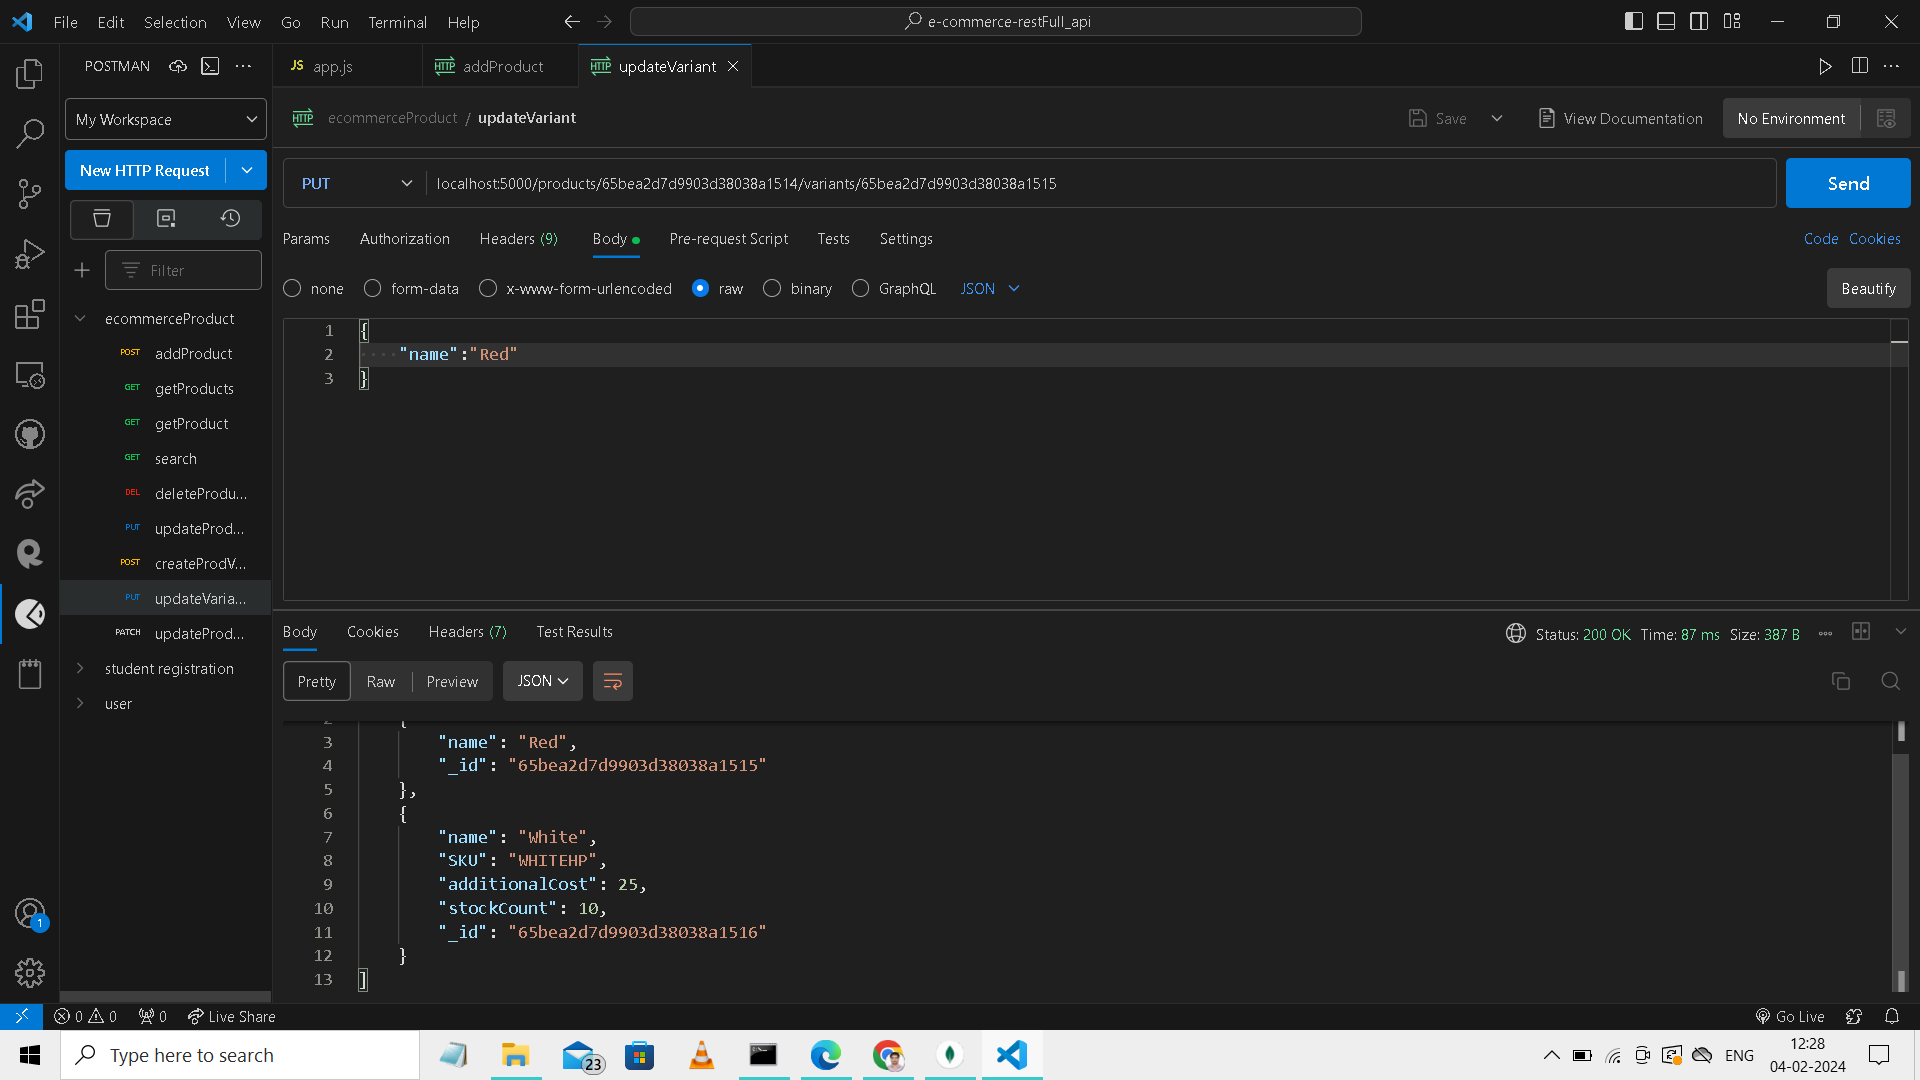 File Edit Selection View Go Run Terminal Help
e-commerce-restFull_api
POSTMAN
JS app.js
HTTP addProduct
HTTP updateVariant
My Workspace
HTTP ecommerceProduct / updateVariant
Save
View Documentation
No Environment
New HTTP Request
PUT
localhost:5000/products/65bea2d7d9903d38038a1514/variants/65bea2d7d9903d38038a1515
Send
Params Authorization Headers (9) Body Pre-request Script Tests Settings
Code Cookies
Filter
none form-data x-www-form-urlencoded raw binary GraphQL JSON
Beautify
ecommerceProduct
POST addProduct
GET getProducts
GET getProduct
GET search
DEL deleteProdu...
PUT updateProd...
POST createProdV...
PUT updateVaria...
PATCH updateProd...
student registration
user
1 {
2 "name":"Red"
3 }
Body Cookies Headers (7) Test Results
Status: 200 OK Time: 87 ms Size: 387 B
Pretty Raw Preview JSON
2 {
3 "name": "Red",
4 "_id": "65bea2d7d9903d38038a1515"
5 },
6 {
7 "name": "White",
8 "SKU": "WHITEHP",
9 "additionalCost": 25,
10 "stockCount": 10,
11 "_id": "65bea2d7d9903d38038a1516"
12 }
13 ]
1
0 0 0 Live Share
Go Live
Type here to search
23
ENG
12:28
04-02-2024